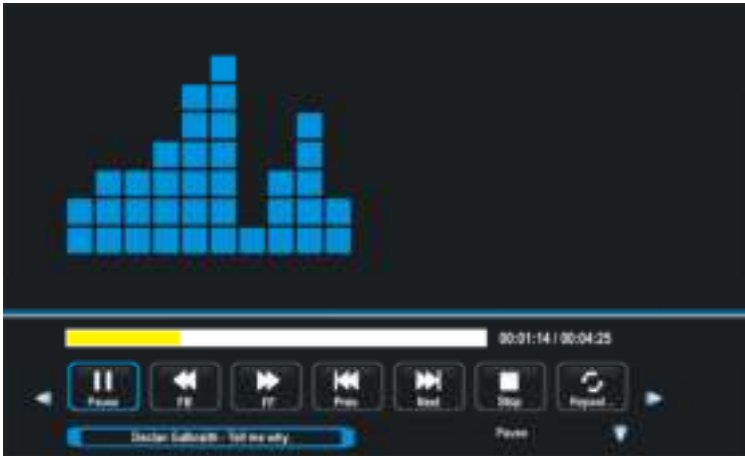 00:01:14 / 00:04:25
Pause
FB
FF
Prev.
Next
Stop
Repeat...
Declan Galbraith - Tell me why
Pause